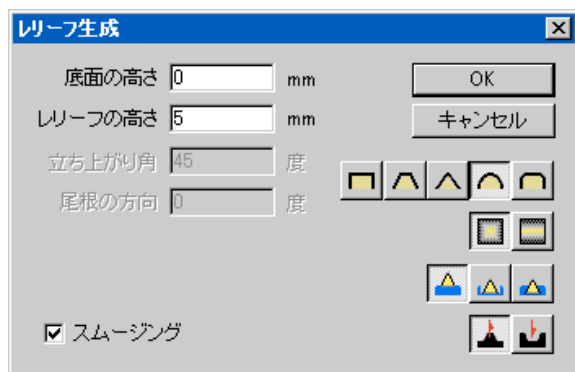 レリーフ生成
底面の高さ 0 mm OK
レリーフの高さ 5 mm キャンセル
立ち上がり角 45 度
尾根の方向 0 度
スムージング